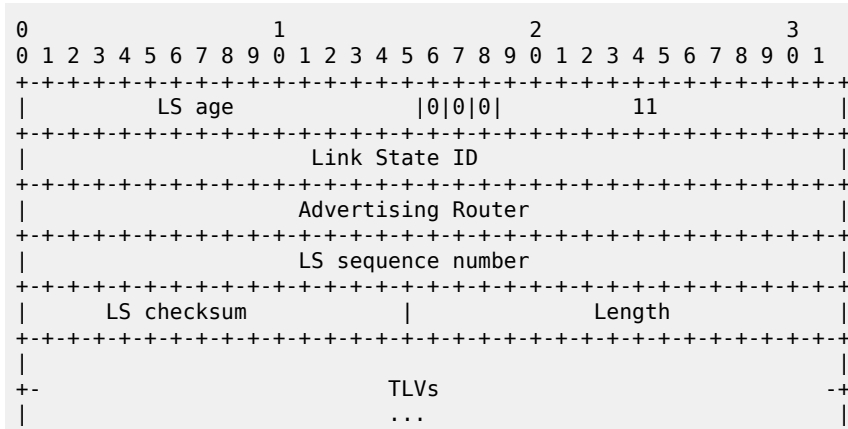 0                   1                   2                   3
0 1 2 3 4 5 6 7 8 9 0 1 2 3 4 5 6 7 8 9 0 1 2 3 4 5 6 7 8 9 0 1
+-+-+-+-+-+-+-+-+-+-+-+-+-+-+-+-+-+-+-+-+-+-+-+-+-+-+-+-+-+-+-+-+
|          LS age              |0|0|0|          11              |
+-+-+-+-+-+-+-+-+-+-+-+-+-+-+-+-+-+-+-+-+-+-+-+-+-+-+-+-+-+-+-+-+
|                      Link State ID                            |
+-+-+-+-+-+-+-+-+-+-+-+-+-+-+-+-+-+-+-+-+-+-+-+-+-+-+-+-+-+-+-+-+
|                     Advertising Router                        |
+-+-+-+-+-+-+-+-+-+-+-+-+-+-+-+-+-+-+-+-+-+-+-+-+-+-+-+-+-+-+-+-+
|                     LS sequence number                        |
+-+-+-+-+-+-+-+-+-+-+-+-+-+-+-+-+-+-+-+-+-+-+-+-+-+-+-+-+-+-+-+-+
|      LS checksum            |              Length             |
+-+-+-+-+-+-+-+-+-+-+-+-+-+-+-+-+-+-+-+-+-+-+-+-+-+-+-+-+-+-+-+-+
|                                                               |
+-                           TLVs                              -+
|                            ...                                |